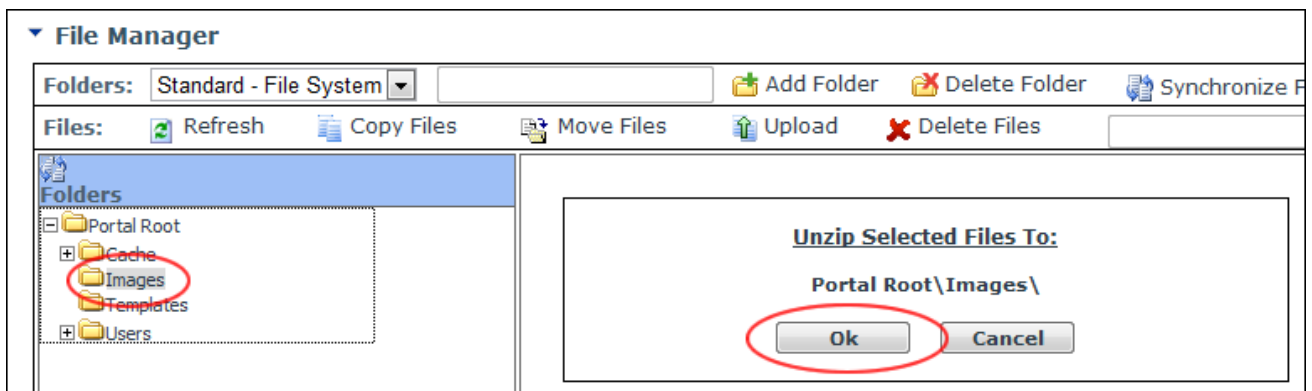 File Manager
Folders: Standard - File System Add Folder Delete Folder Synchronize F
Files: Refresh Copy Files Move Files Upload Delete Files
Folders
Portal Root
Cache
Images
Templates
Users
Unzip Selected Files To:
Portal Root\Images\
Ok Cancel